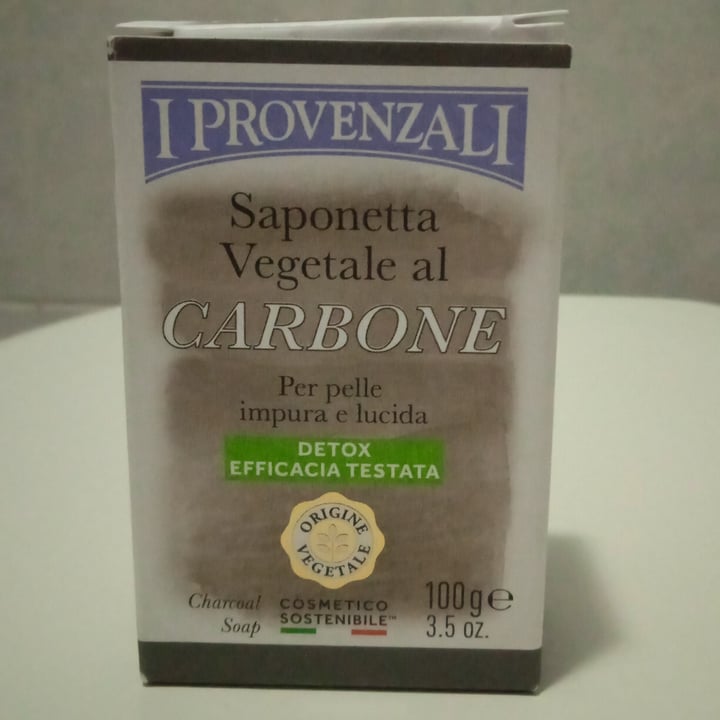 I PROVENZALI
Saponetta
Vegetale al
CARBONE
Per pelle
impura e lucida
DETOX
EFFICACIA TESTATA
ORIGINE
VEGETALE
Charcoal
Soap
COSMETICO
SOSTENIBILE™
100g℮
3.5 oz.